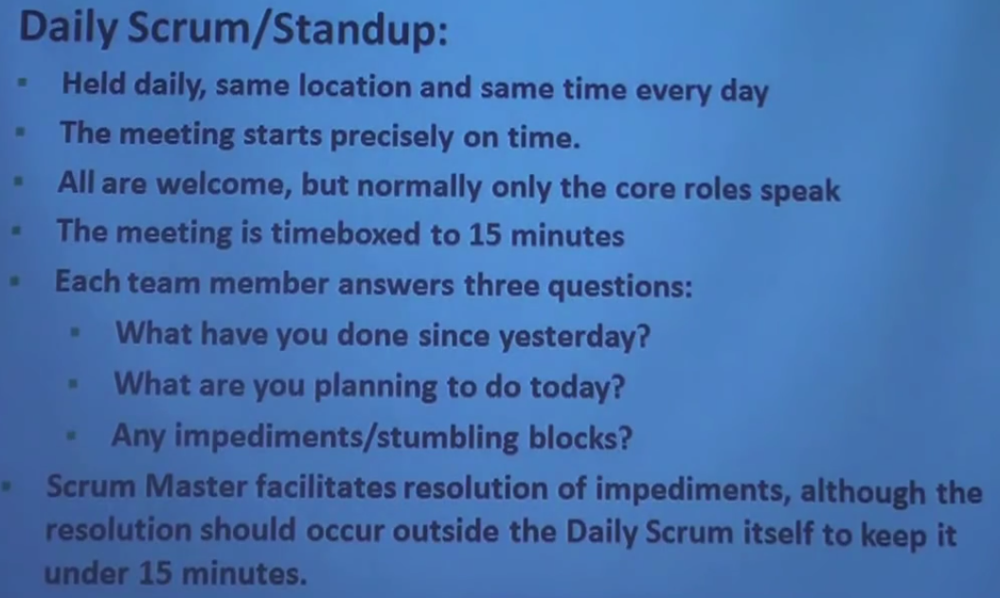 Daily Scrum/Standup:
Held daily, same location and same time every day
The meeting starts precisely on time.
All are welcome, but normally only the core roles speak
The meeting is timeboxed to 15 minutes
Each team member answers three questions:
What have you done since yesterday?
What are you planning to do today?
Any impediments/stumbling blocks?
Scrum Master facilitates resolution of impediments, although the
resolution should occur outside the Daily Scrum itself to keep it
under 15 minutes.